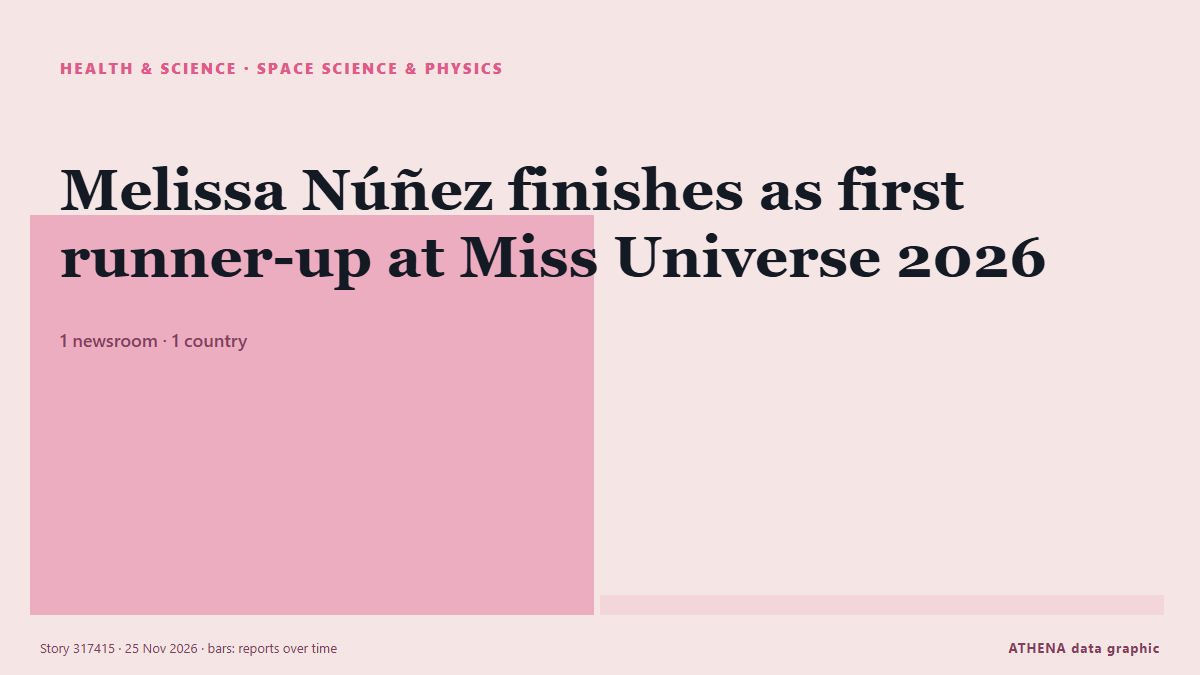 HEALTH & SCIENCE · SPACE SCIENCE & PHYSICS
Melissa Núñez finishes as first
runner-up at Miss Universe 2026
1 newsroom · 1 country
Story 317415 · 25 Nov 2026 · bars: reports over time
ATHENA data graphic